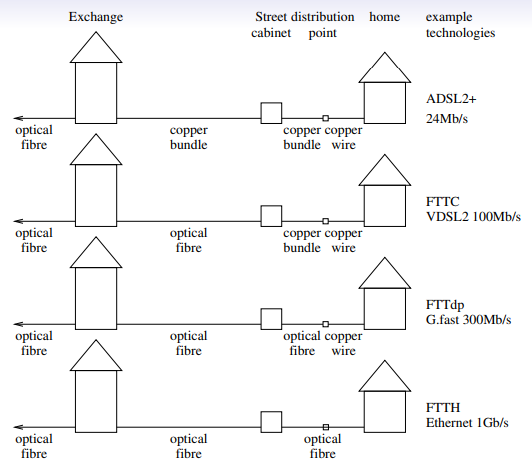 Exchange Street distribution home example
cabinet point technologies
ADSL2+
24Mb/s
optical copper copper copper
fibre bundle bundle wire
FTTC
VDSL2 100Mb/s
optical optical copper copper
fibre fibre bundle wire
FTTdp
G.fast 300Mb/s
optical optical optical copper
fibre fibre fibre wire
FTTH
Ethernet 1Gb/s
optical optical optical
fibre fibre fibre